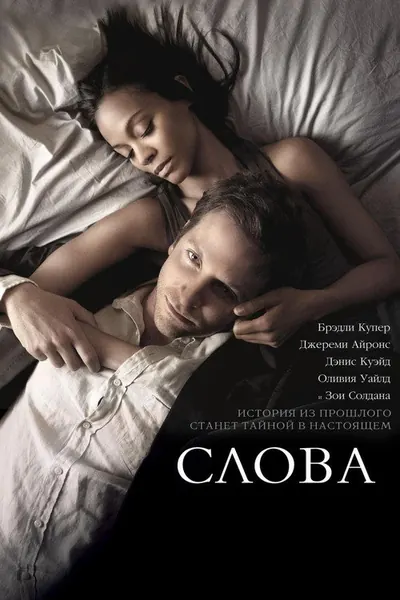 Брэдли Купер
Джереми Айронс
Дэнис Куэйд
Оливия Уайлд
и Зои Солдана
ИСТОРИЯ ИЗ ПРОШЛОГО
СТАНЕТ ТАЙНОЙ В НАСТОЯЩЕМ
СЛОВА